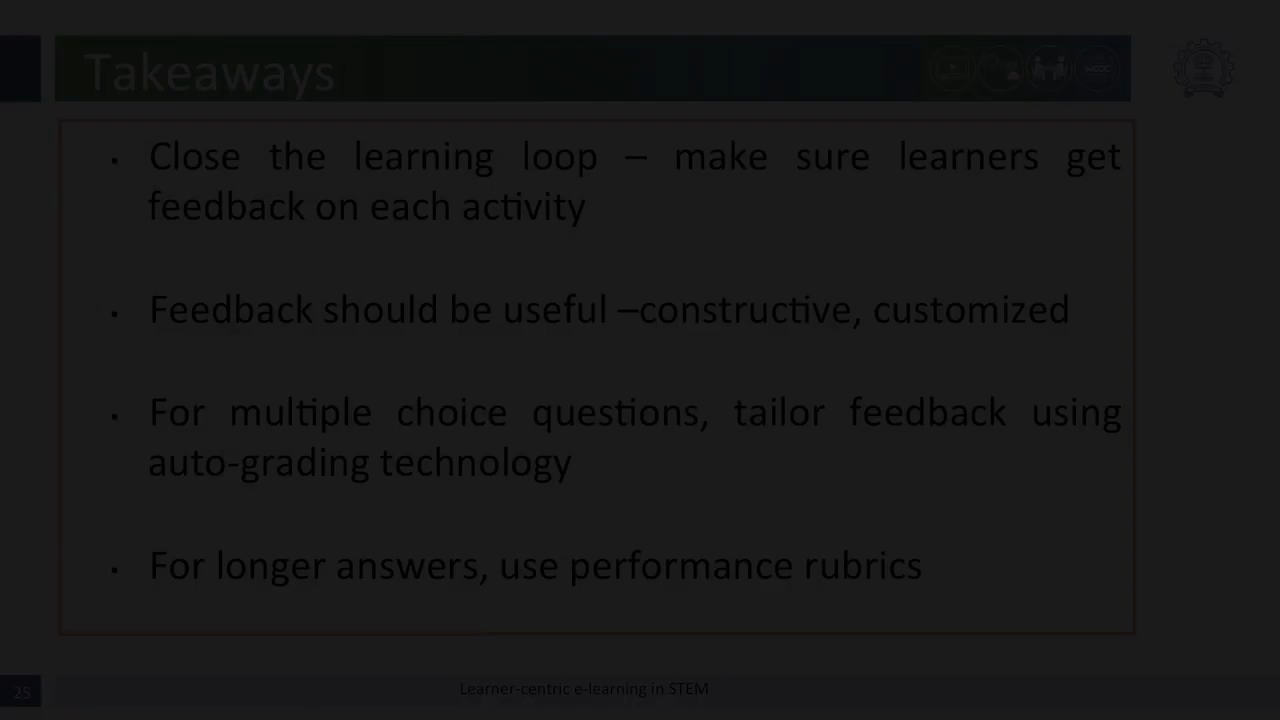 Takeaways
• Close the learning loop – make sure learners get
feedback on each activity
• Feedback should be useful –constructive, customized
• For multiple choice questions, tailor feedback using
auto-grading technology
• For longer answers, use performance rubrics
25
Learner-centric e-learning in STEM